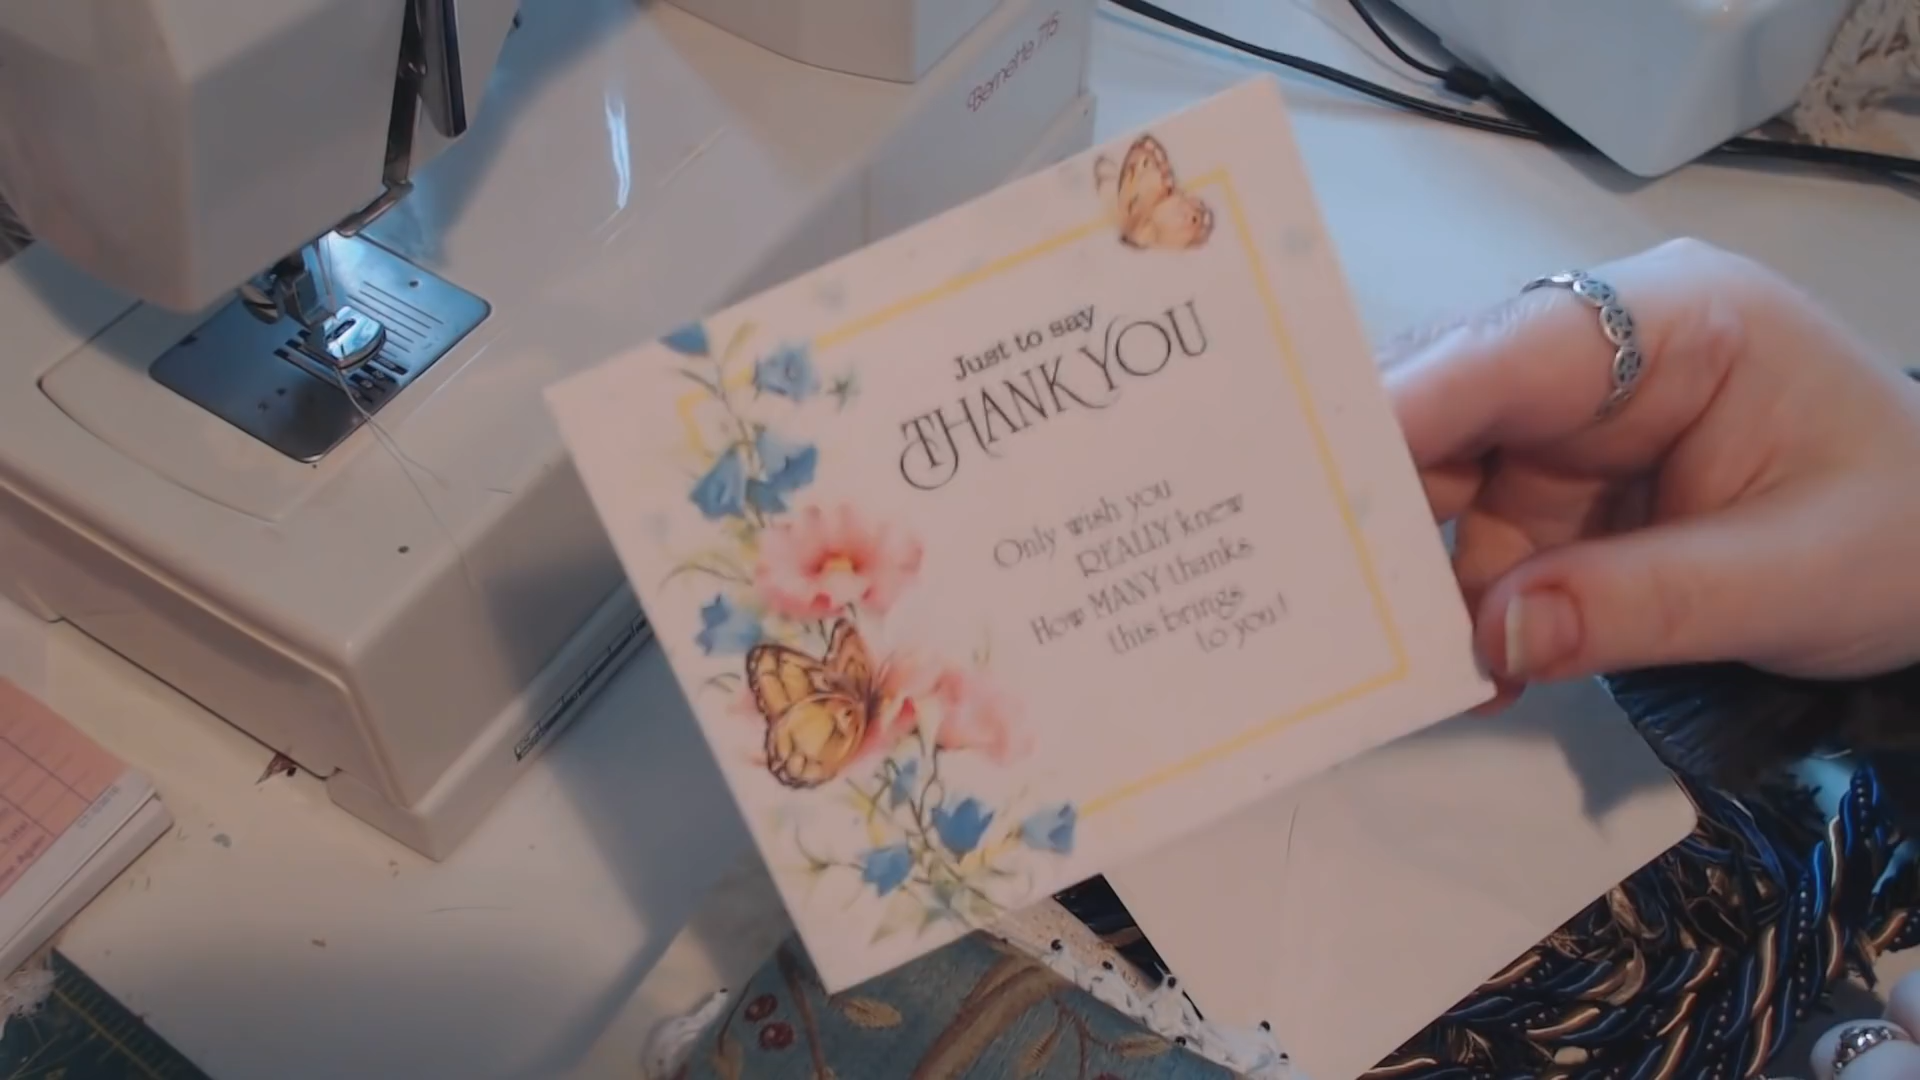 Bernette 715
Just to say
THANK YOU
Only wish you
REALLY knew
How MANY thanks
this brings
to you!